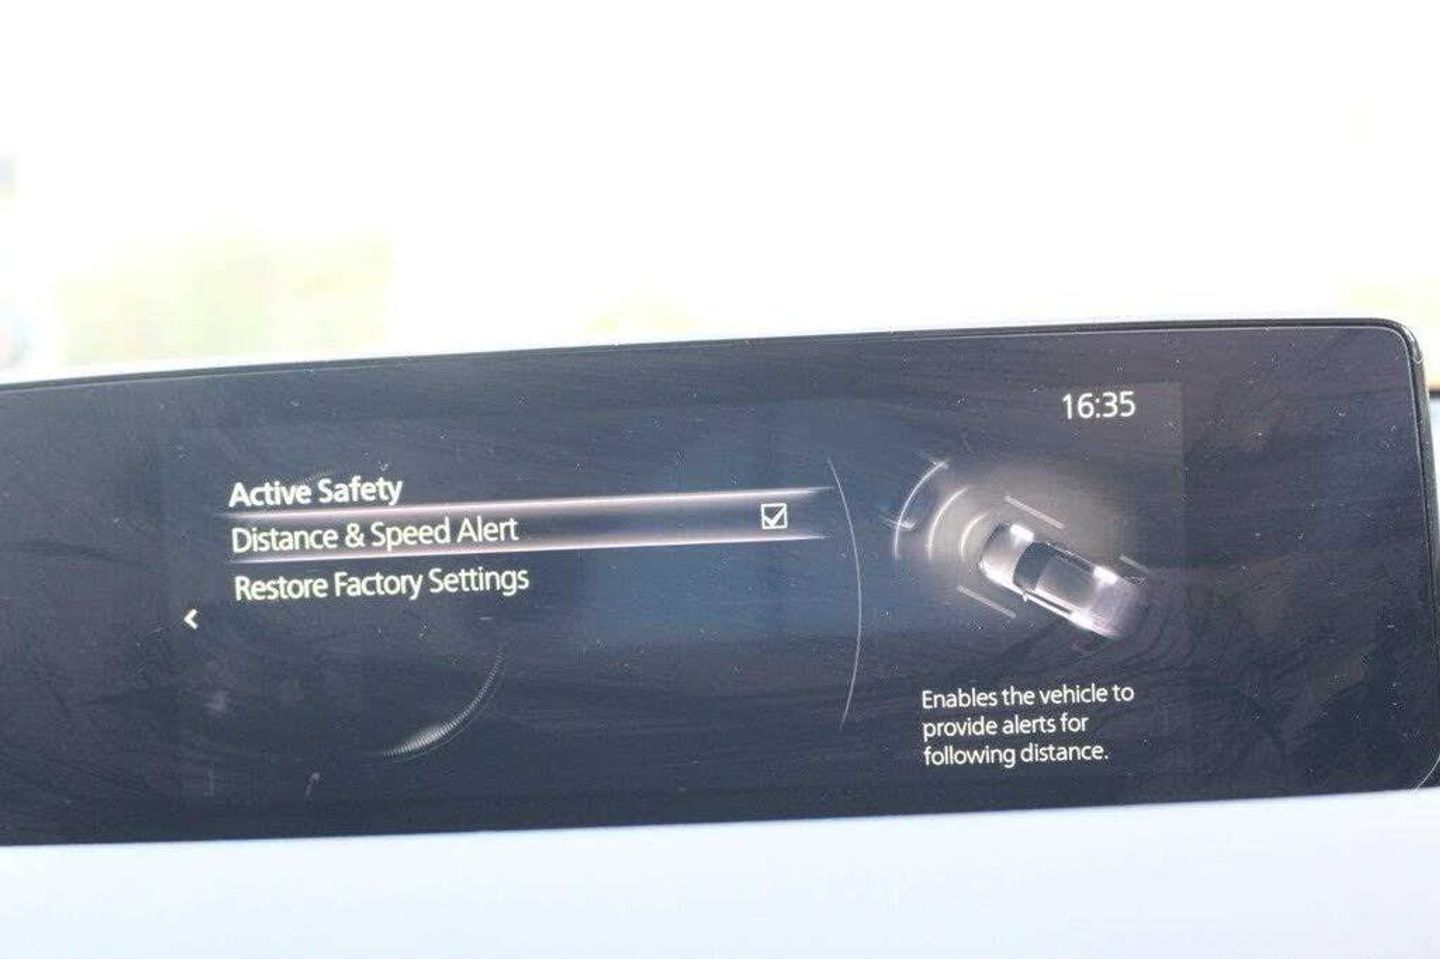 16:35
Active Safety
Distance & Speed Alert
Restore Factory Settings
Enables the vehicle to
provide alerts for
following distance.